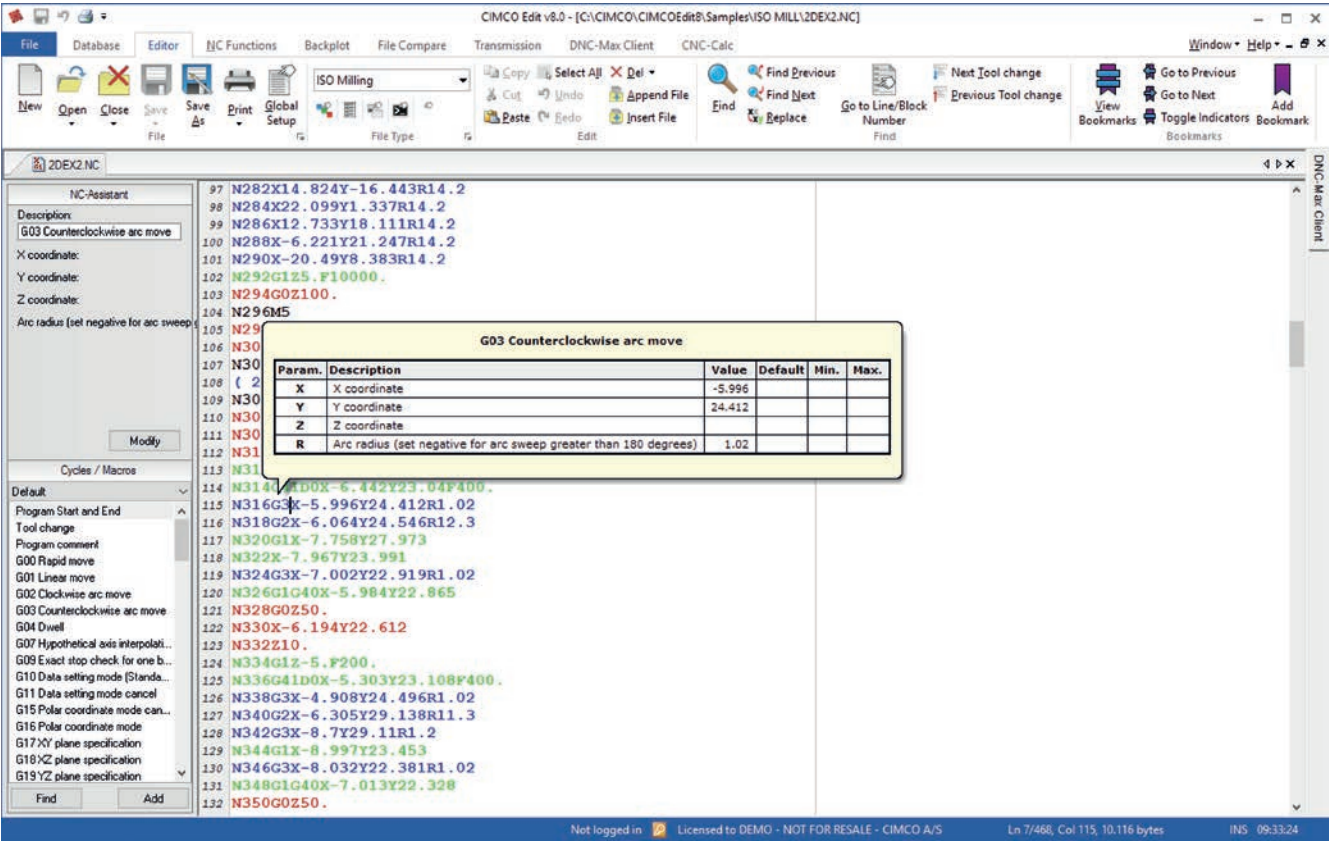 CIMCO Edit v8.0 - [C:\CIMCO\CIMCOEdit8\Samples\ISO MILL\2DEX2.NC]
File Database Editor NC Functions Backplot File Compare Transmission DNC-Max Client CNC-Calc Window Help
New Open Close Save Save As Print Global Setup
File
ISO Milling
File Type
Copy Select All Del
Cut Undo Append File
Paste Redo Insert File
Edit
Find
Find Previous
Find Next
Replace
Go to Line/Block Number
Next Tool change
Previous Tool change
Find
View Bookmarks
Go to Previous
Go to Next
Toggle Indicators
Add Bookmark
Bookmarks
2DEX2.NC
DNC-Max Client
NC-Assistant
Description:
G03 Counterclockwise arc move
X coordinate:
Y coordinate:
Z coordinate:
Arc radius (set negative for arc sweep g
Modify
Cycles / Macros
Default
Program Start and End
Tool change
Program comment
G00 Rapid move
G01 Linear move
G02 Clockwise arc move
G03 Counterclockwise arc move
G04 Dwell
G07 Hypothetical axis interpolati...
G09 Exact stop check for one b...
G10 Data setting mode (Standa...
G11 Data setting mode cancel
G15 Polar coordinate mode can...
G16 Polar coordinate mode
G17 XY plane specification
G18 XZ plane specification
G19 YZ plane specification
Find Add
97 N282X14.824Y-16.443R14.2
98 N284X22.099Y1.337R14.2
99 N286X12.733Y18.111R14.2
100 N288X-6.221Y21.247R14.2
101 N290X-20.49Y8.383R14.2
102 N292G1Z5.F10000.
103 N294G0Z100.
104 N296M5
105 N29
106 N30
107 N30
108 ( 2
109 N30
110 N30
111 N30
112 N31
113 N31
114 N314G41D0X-6.442Y23.04F400.
115 N316G3X-5.996Y24.412R1.02
116 N318G2X-6.064Y24.546R12.3
117 N320G1X-7.758Y27.973
118 N322X-7.967Y23.991
119 N324G3X-7.002Y22.919R1.02
120 N326G1G40X-5.984Y22.865
121 N328G0Z50.
122 N330X-6.194Y22.612
123 N332Z10.
124 N334G1Z-5.F200.
125 N336G41D0X-5.303Y23.108F400.
126 N338G3X-4.908Y24.496R1.02
127 N340G2X-6.305Y29.138R11.3
128 N342G3X-8.7Y29.11R1.2
129 N344G1X-8.997Y23.453
130 N346G3X-8.032Y22.381R1.02
131 N348G1G40X-7.013Y22.328
132 N350G0Z50.
G03 Counterclockwise arc move
Param. Description Value Default Min. Max.
X X coordinate -5.996
Y Y coordinate 24.412
Z Z coordinate
R Arc radius (set negative for arc sweep greater than 180 degrees) 1.02
Not logged in Licensed to DEMO - NOT FOR RESALE - CIMCO A/S Ln 7/468, Col 115, 10.116 bytes INS 09:33:24